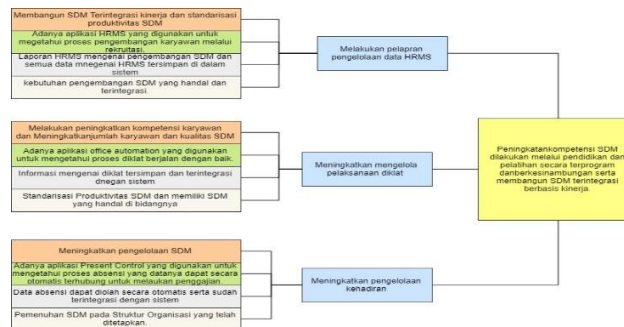 Membangun SDM Terintegrasi kinerja dan standarisasi
produktivitas SDM
Adanya aplikasi HRMS yang digunakan untuk
megetahui proses pengembangan karyawan melalui
rekruitasi.
Laporan HRMS mengenai pengembangan SDM dan
semua data mnegenai HRMS tersimpan di dalam
sistem
kebutuhan pengembangan SDM yang handal dan
terintegrasi.
Melakukan pelapran
pengelolaan data HRMS
Melakukan peningkatan kompetensi karyawan
dan Meningkatkanjumlah karyawan dan kualitas SDM
Adanya aplikasi office automation yang digunakan
untuk mengetahui proses diklat berjalan dengan baik.
Informasi mengenai diklat tersimpan dan terintegrasi
dnegan sistem
Standarisasi Produktivitas SDM dan memiliki SDM
yang handal di bidangnya
Meningkatkan mengelola
pelaksanaan diklat
Meningkatkan pengelolaan SDM
Adanya aplikasi Present Control yang digunakan untuk
mengetahui proses absensi yang datanya dapat secara
otomatis terhubung untuk melaukan penggajian.
Data absensi dapat diolah secara otomatis serta sudah
terintegrasi dengan sistem
Pemenuhan SDM pada Struktur Organisasi yang telah
ditetapkan.
Meningkatkan pengelolaan
kehadiran
Peningkatankompetensi SDM
dilakukan melalui pendidikan dan
pelatihan secara terprogram
danberkesinambungan serta
membangun SDM terintegrasi
berbasis kinerja.